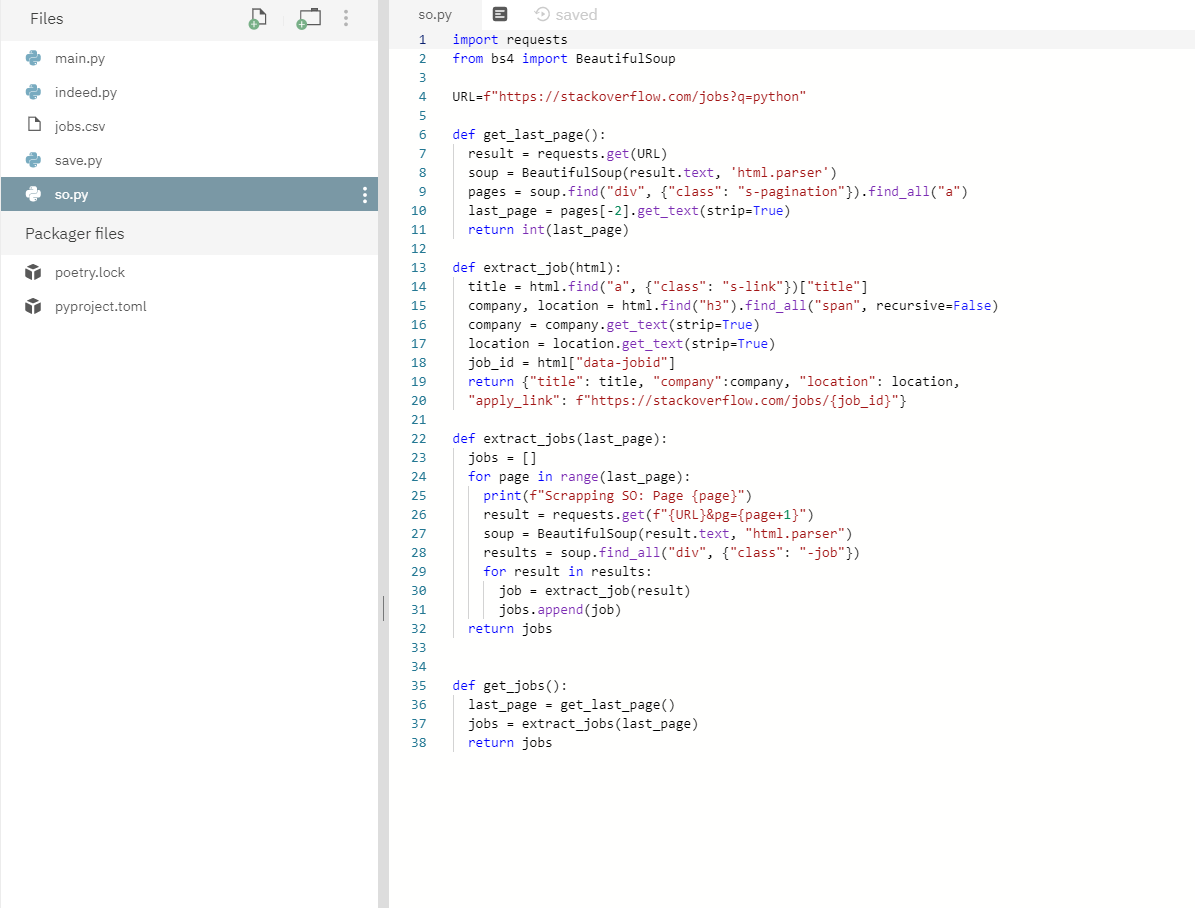 Files
main.py
indeed.py
jobs.csv
save.py
so.py
Packager files
poetry.lock
pyproject.toml
so.py saved
1 import requests
2 from bs4 import BeautifulSoup
3
4 URL=f"https://stackoverflow.com/jobs?q=python"
5
6 def get_last_page():
7 result = requests.get(URL)
8 soup = BeautifulSoup(result.text, 'html.parser')
9 pages = soup.find("div", {"class": "s-pagination"}).find_all("a")
10 last_page = pages[-2].get_text(strip=True)
11 return int(last_page)
12
13 def extract_job(html):
14 title = html.find("a", {"class": "s-link"})["title"]
15 company, location = html.find("h3").find_all("span", recursive=False)
16 company = company.get_text(strip=True)
17 location = location.get_text(strip=True)
18 job_id = html["data-jobid"]
19 return {"title": title, "company":company, "location": location,
20 "apply_link": f"https://stackoverflow.com/jobs/{job_id}"}
21
22 def extract_jobs(last_page):
23 jobs = []
24 for page in range(last_page):
25 print(f"Scrapping SO: Page {page}")
26 result = requests.get(f"{URL}&pg={page+1}")
27 soup = BeautifulSoup(result.text, "html.parser")
28 results = soup.find_all("div", {"class": "-job"})
29 for result in results:
30 job = extract_job(result)
31 jobs.append(job)
32 return jobs
33
34
35 def get_jobs():
36 last_page = get_last_page()
37 jobs = extract_jobs(last_page)
38 return jobs